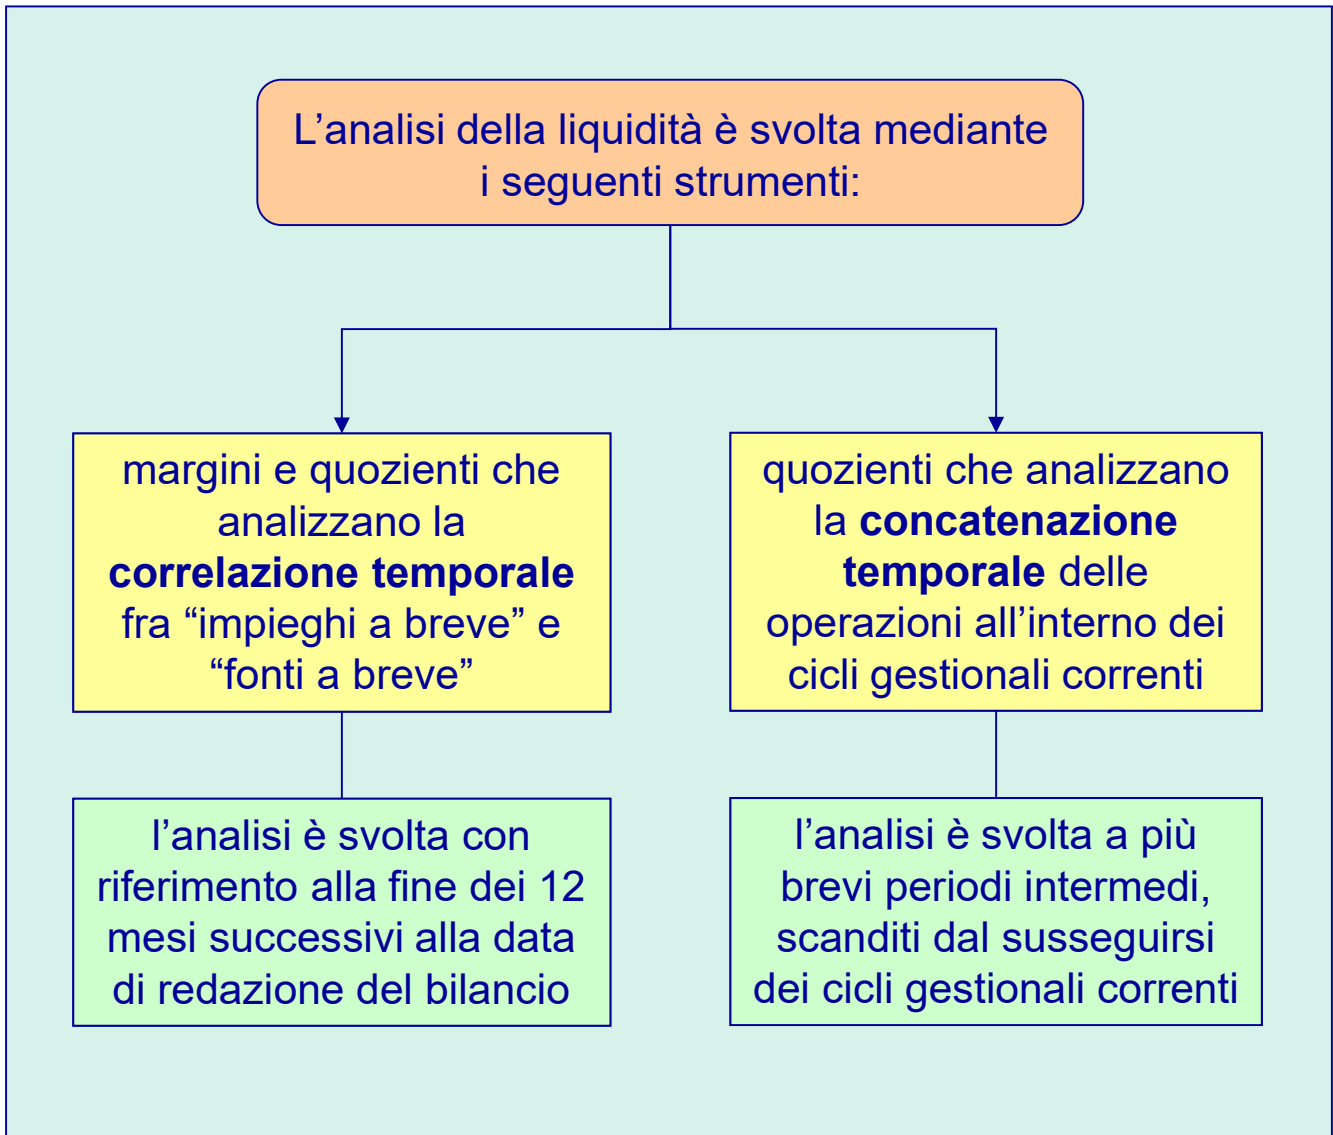 L’analisi della liquidità è svolta mediante
i seguenti strumenti:
margini e quozienti che
analizzano la
correlazione temporale
fra “impieghi a breve” e
“fonti a breve”
quozienti che analizzano
la concatenazione
temporale delle
operazioni all’interno dei
cicli gestionali correnti
l’analisi è svolta con
riferimento alla fine dei 12
mesi successivi alla data
di redazione del bilancio
l’analisi è svolta a più
brevi periodi intermedi,
scanditi dal susseguirsi
dei cicli gestionali correnti